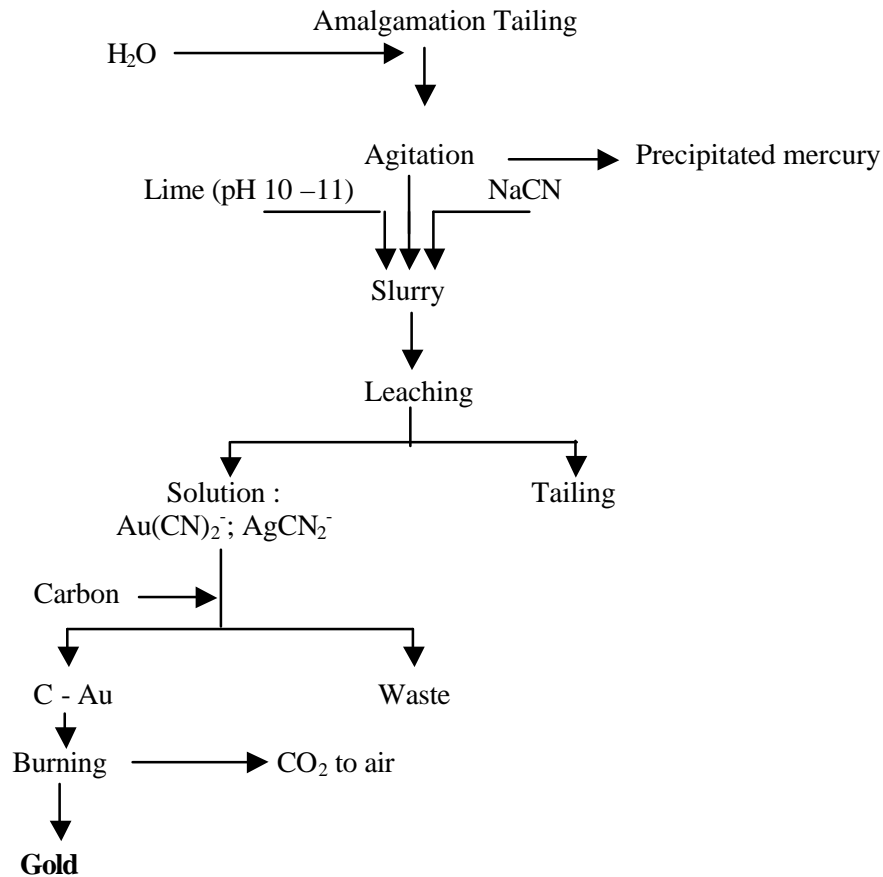 Amalgamation Tailing
H₂O
Agitation
Precipitated mercury
Lime (pH 10 –11)
NaCN
Slurry
Leaching
Solution :
Au(CN)₂⁻; AgCN₂⁻
Tailing
Carbon
C - Au
Waste
Burning
CO₂ to air
Gold